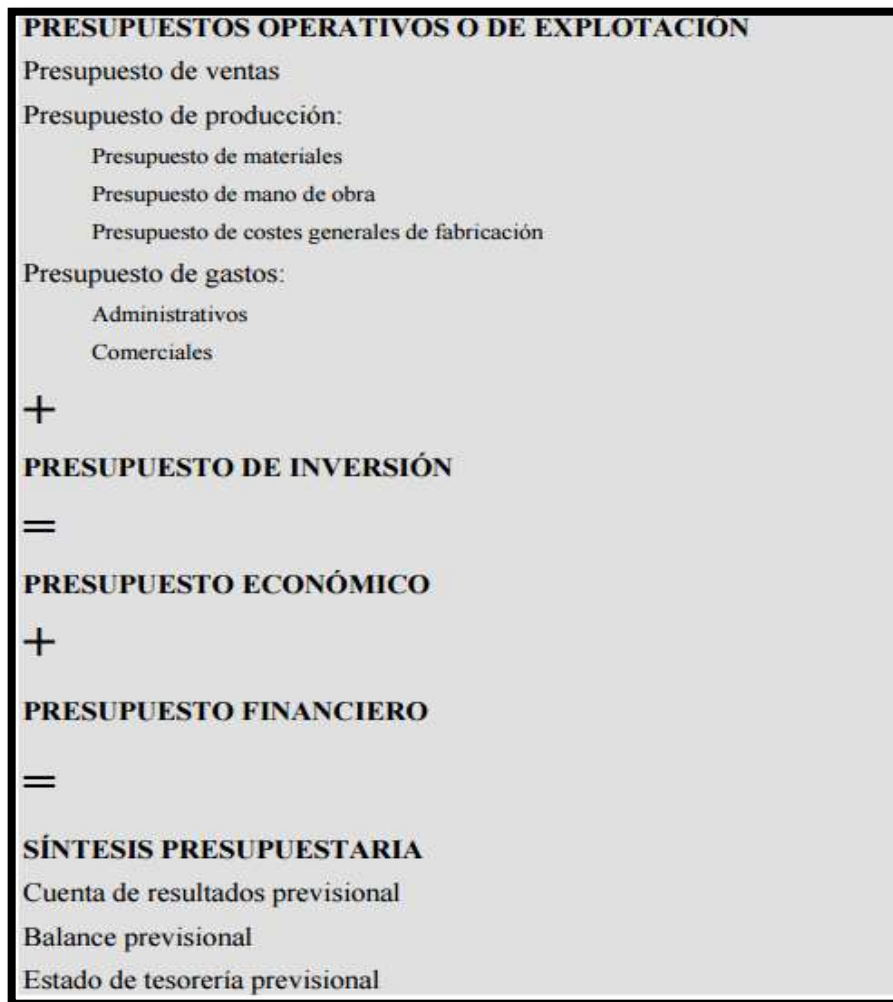 PRESUPUESTOS OPERATIVOS O DE EXPLOTACIÓN
Presupuesto de ventas
Presupuesto de producción:
Presupuesto de materiales
Presupuesto de mano de obra
Presupuesto de costes generales de fabricación
Presupuesto de gastos:
Administrativos
Comerciales
+
PRESUPUESTO DE INVERSIÓN
=
PRESUPUESTO ECONÓMICO
+
PRESUPUESTO FINANCIERO
=
SÍNTESIS PRESUPUESTARIA
Cuenta de resultados previsional
Balance previsional
Estado de tesorería previsional